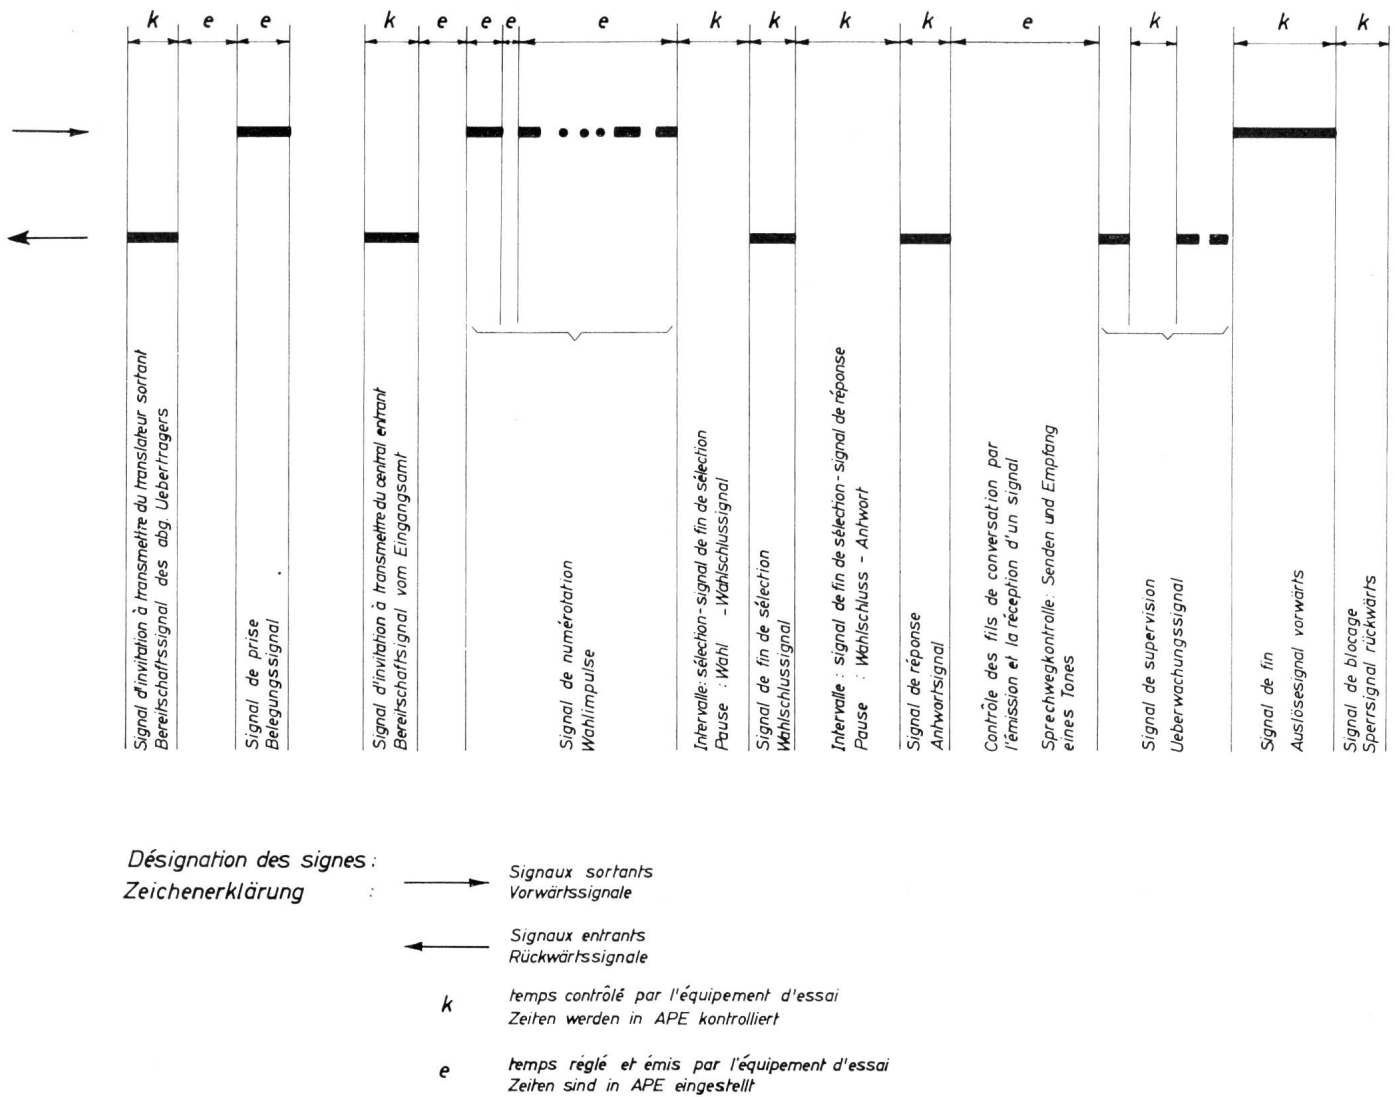 k e e k e e e e k k k k e k k k
Signal d'invitation à transmettre du translateur sortant
Bereitschaftssignal des abg. Uebertragers
Signal de prise
Belegungssignal
Signal d'invitation à transmettre du central entrant
Bereitschaftsignal vom Eingangsamt
Signal de numérotation
Wahlimpulse
Intervalle: sélection-signal de fin de sélection
Pause : Wahl -Wahlschlussignal
Signal de fin de sélection
Wahlschlussignal
Intervalle : signal de fin de sélection-signal de réponse
Pause : Wahlschluss - Antwort
Signal de réponse
Antwortsignal
Contrôle des fils de conversation par
l'émission et la réception d'un signal
Sprechwegkontrolle: Senden und Empfang
eines Tones
Signal de supervision
Ueberwachungssignal
Signal de fin
Auslösesignal vorwärts
Signal de blocage
Sperrsignal rückwärts
Désignation des signes :
Zeichenerklärung :
Signaux sortants
Vorwärtssignale
Signaux entrants
Rückwärtssignale
k temps contrôlé par l'équipement d'essai
Zeiten werden in APE kontrolliert
e temps réglé et émis par l'équipement d'essai
Zeiten sind in APE eingestellt